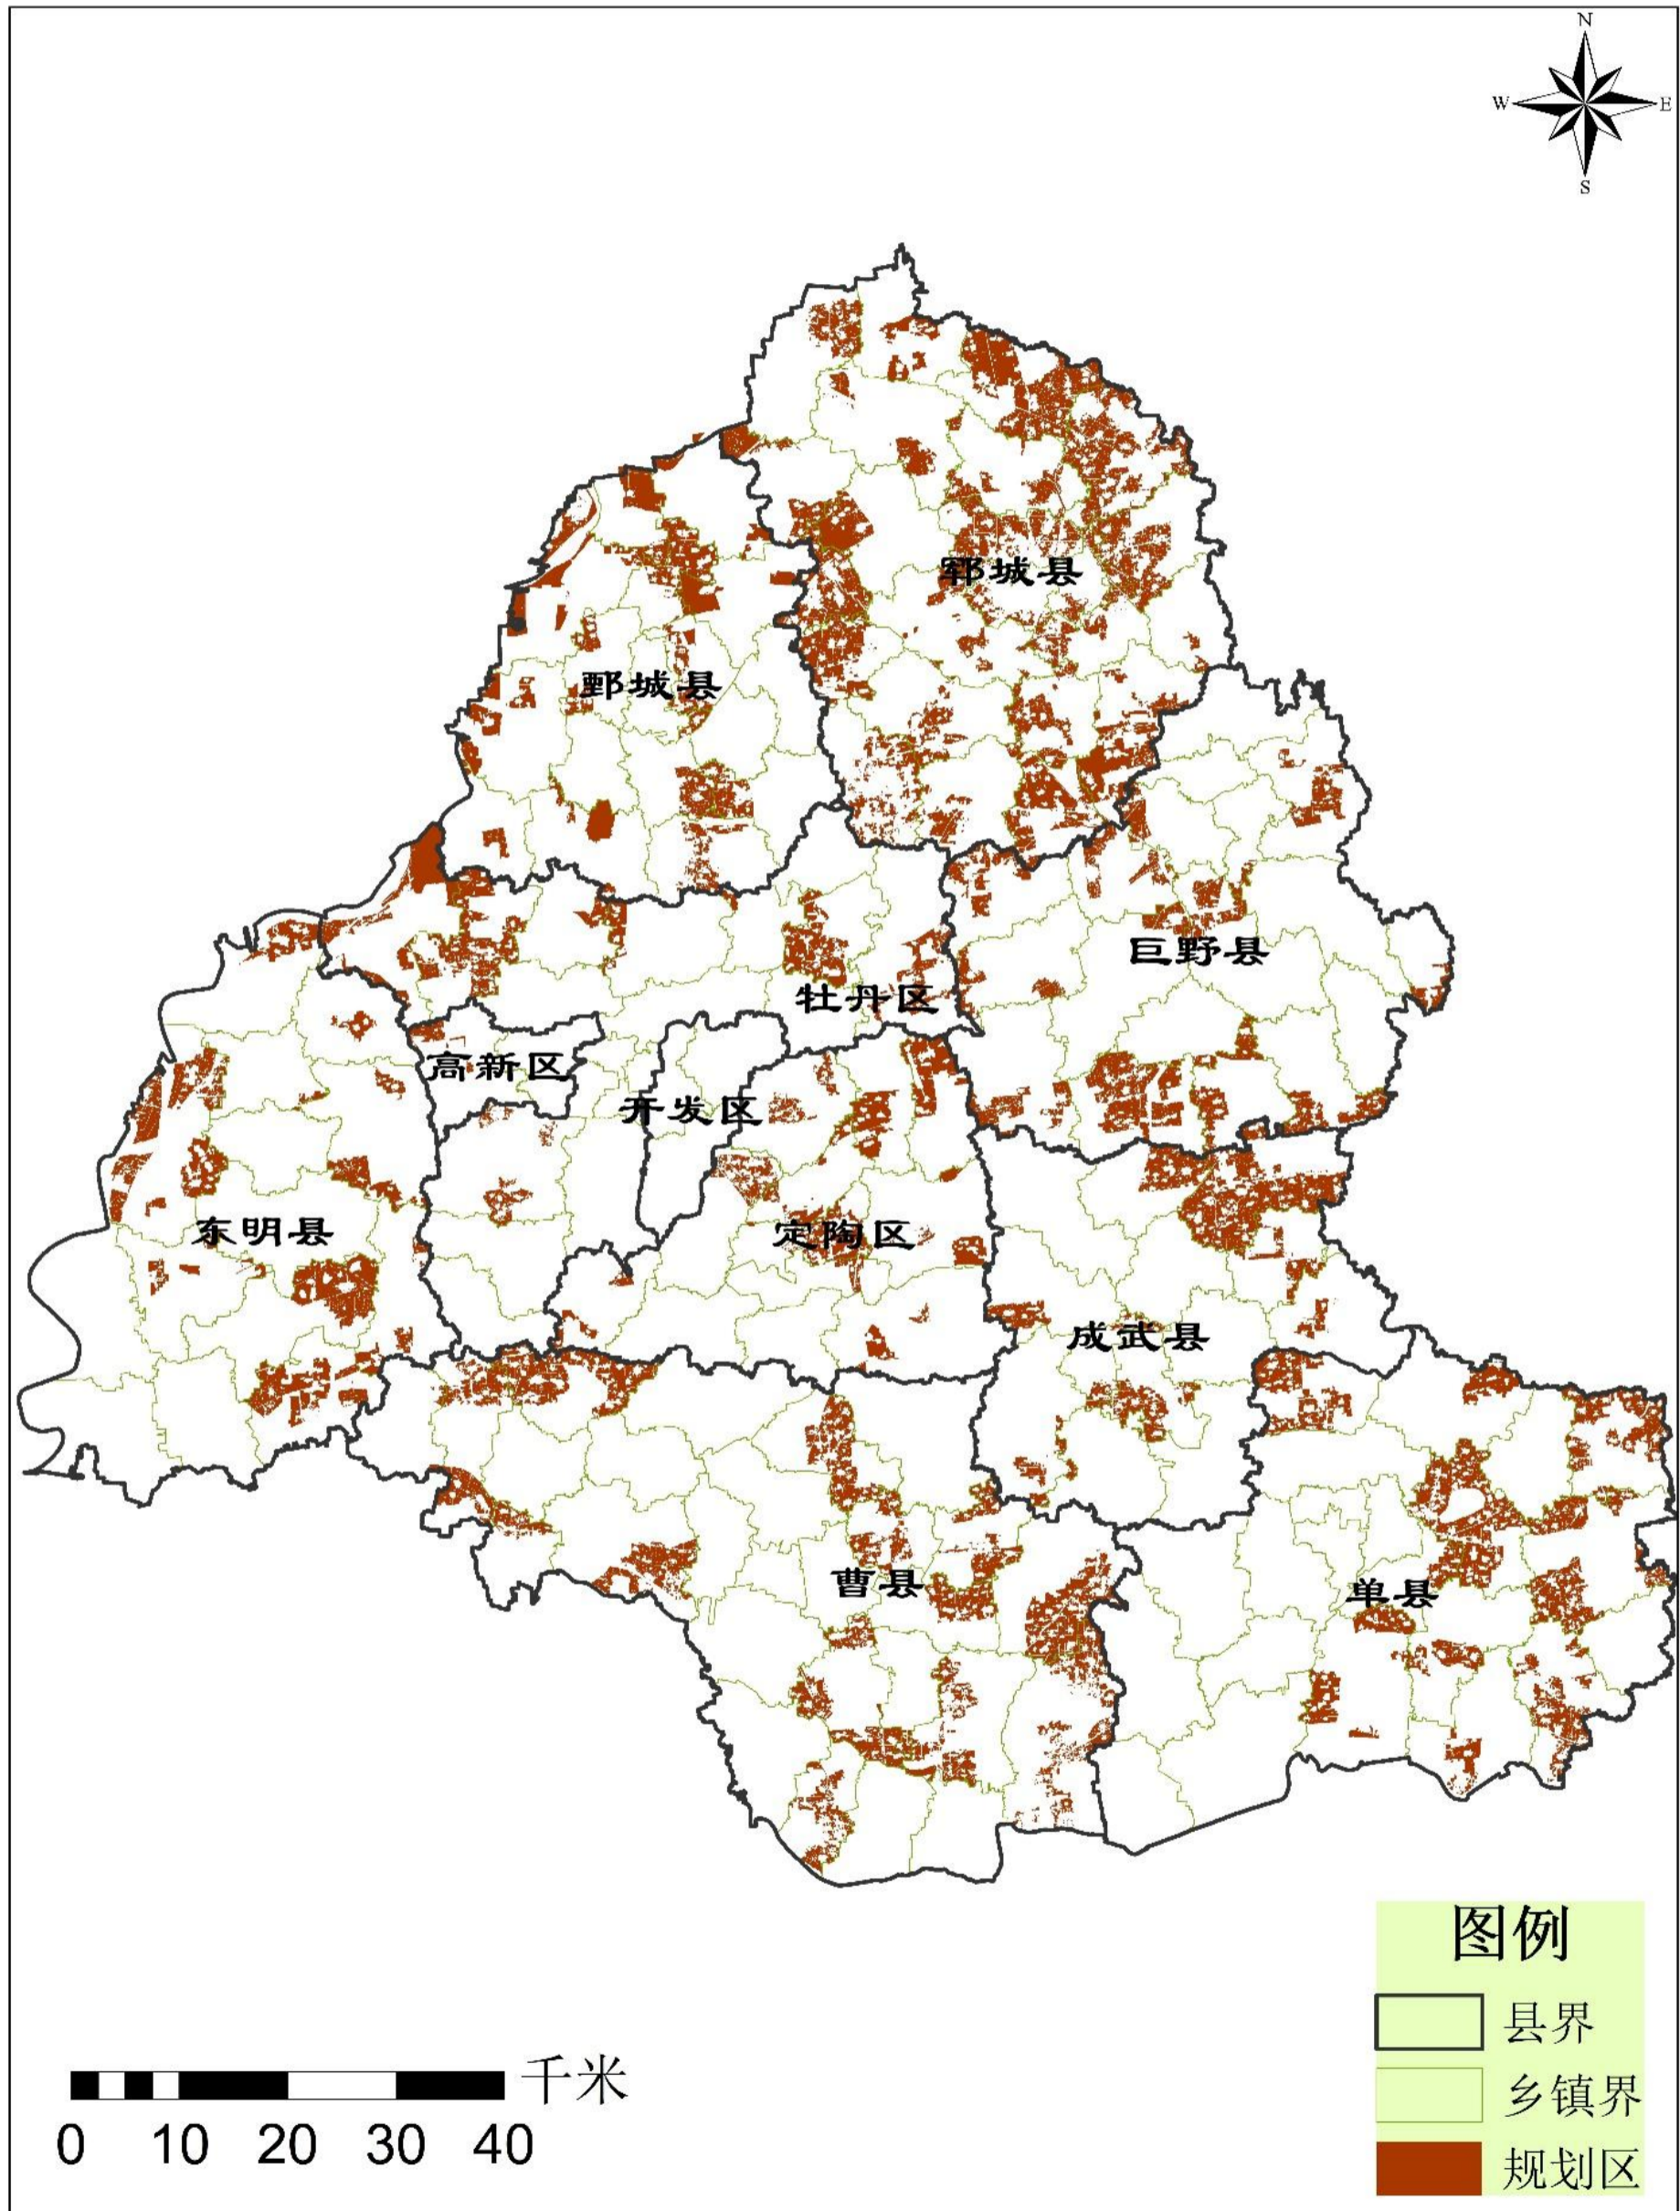 N
W E
S
郓城县
鄄城县
巨野县
牡丹区
高新区
开发区
东明县
定陶区
成武县
曹县
单县
图例
县界
乡镇界
规划区
千米
0 10 20 30 40